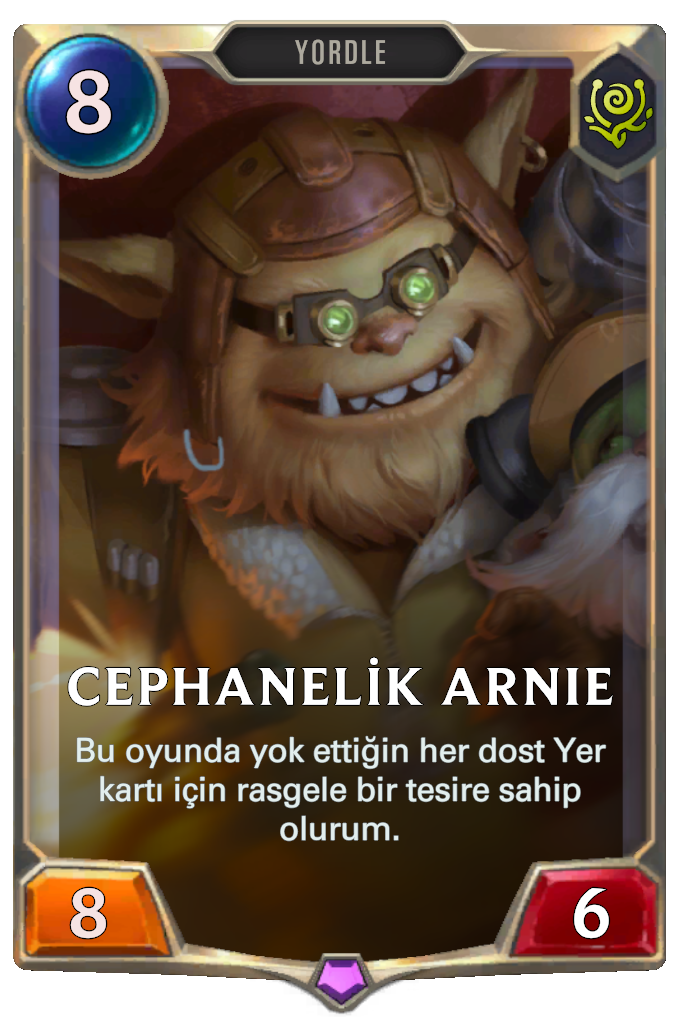 8
YORDLE
CEPHANELİK ARNIE
Bu oyunda yok ettiğin her dost Yer
kartı için rasgele bir tesire sahip
olurum.
8
6